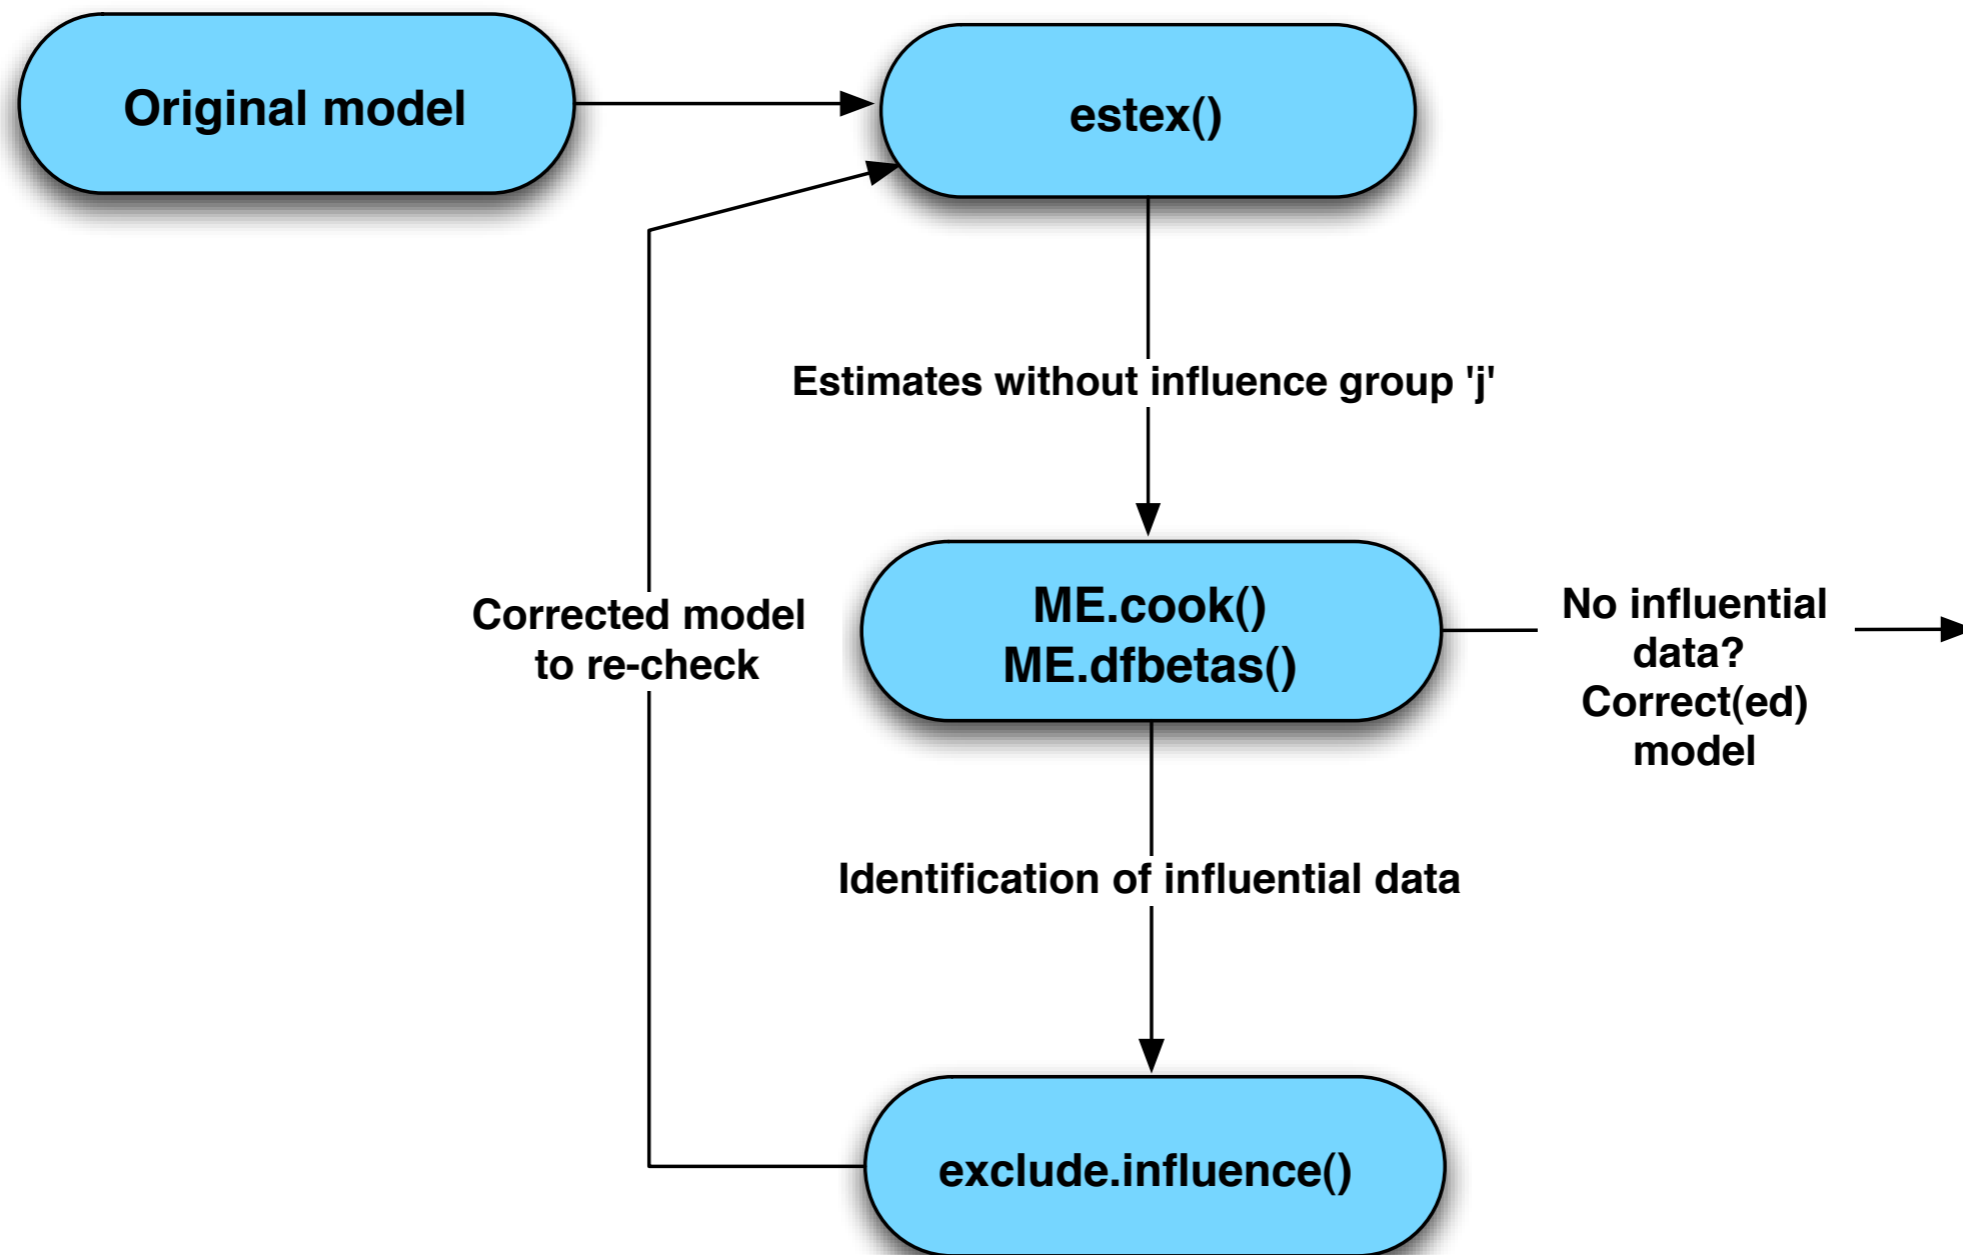 Original model
estex()
Estimates without influence group 'j'
Corrected model
to re-check
ME.cook()
ME.dfbetas()
No influential
data?
Correct(ed)
model
Identification of influential data
exclude.influence()